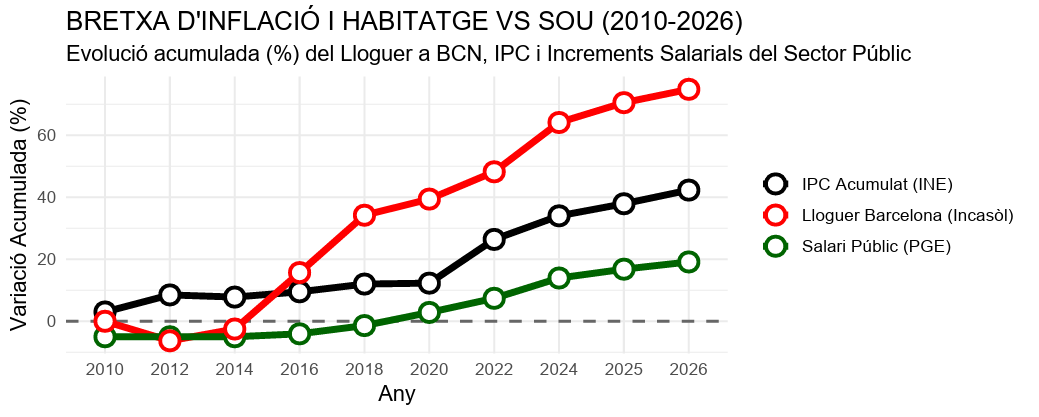 BRETXA D'INFLACIÓ I HABITATGE VS SOU (2010-2026)
Evolució acumulada (%) del Lloguer a BCN, IPC i Increments Salarials del Sector Públic
Variació Acumulada (%)
60
40
20
0
2010 2012 2014 2016 2018 2020 2022 2024 2025 2026
Any
IPC Acumulat (INE)
Lloguer Barcelona (Incasòl)
Salari Públic (PGE)